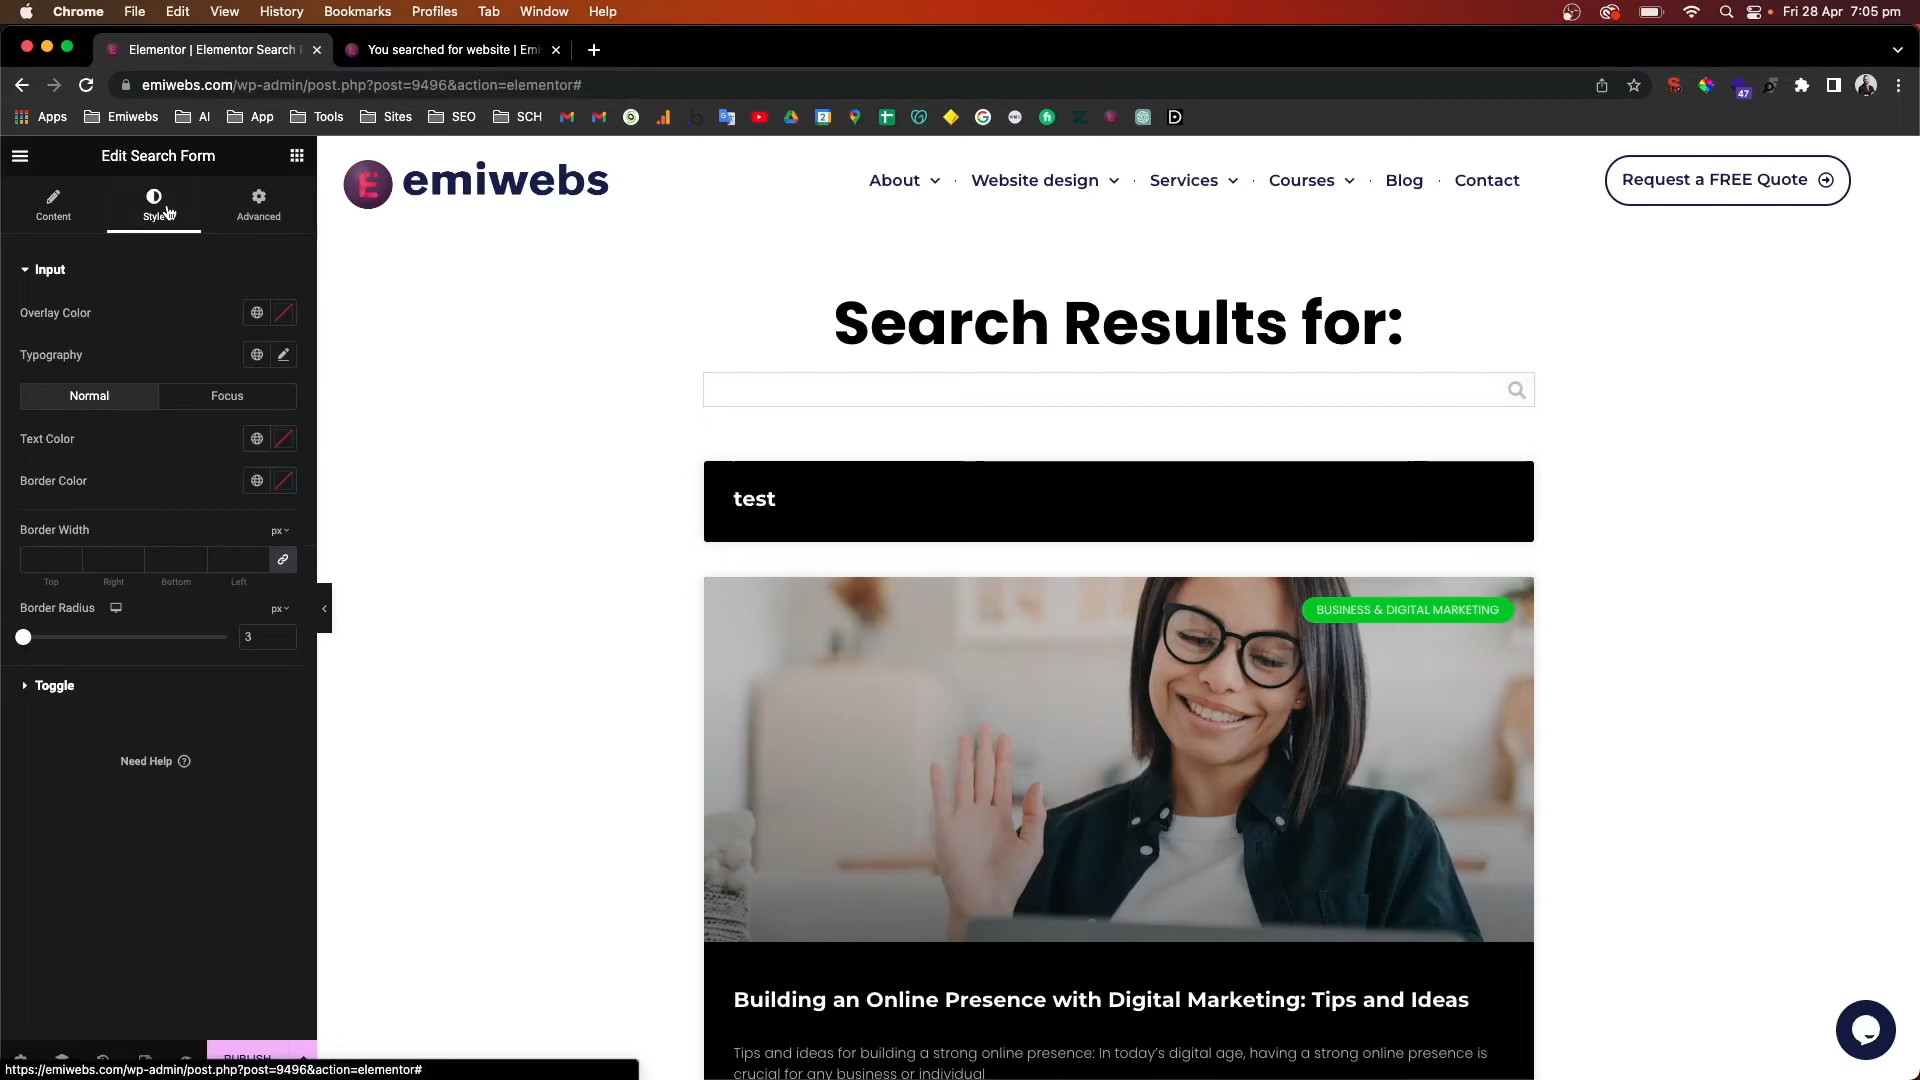 Chrome File Edit View History Bookmarks Profiles Tab Window Help Fri 28 Apr 7:05 pm
Elementor | Elementor Search You searched for website | Emi
emiwebs.com/wp-admin/post.php?post=9496&action=elementor#
Apps Emiwebs AI App Tools Sites SEO SCH
47
Edit Search Form
Content Style Advanced
Input
Overlay Color
Typography
Normal Focus
Text Color
Border Color
Border Width px
Top Right Bottom Left
Border Radius px
3
Toggle
Need Help ?
PUBLISH
https://emiwebs.com/wp-admin/post.php?post=9496&action=elementor#
E emiwebs
About Website design Services Courses Blog Contact Request a FREE Quote
Search Results for:
test
BUSINESS & DIGITAL MARKETING
Building an Online Presence with Digital Marketing: Tips and Ideas
Tips and ideas for building a strong online presence: In today's digital age, having a strong online presence is
crucial for any business or individual